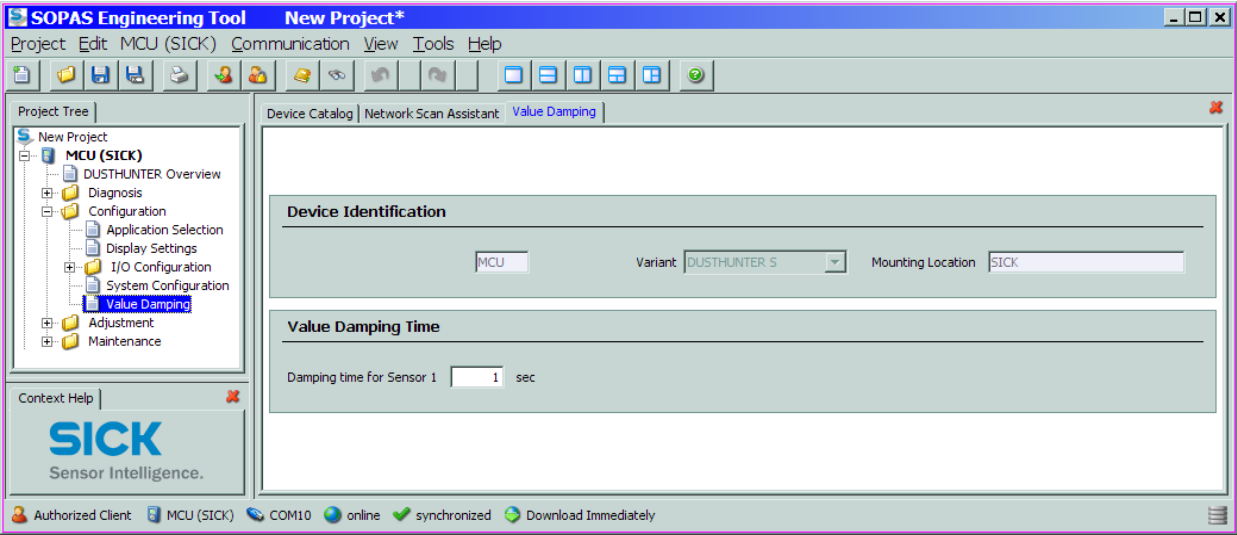 SOPAS Engineering Tool New Project*
Project Edit MCU (SICK) Communication View Tools Help
Project Tree
New Project
MCU (SICK)
DUSTHUNTER Overview
Diagnosis
Configuration
Application Selection
Display Settings
I/O Configuration
System Configuration
Value Damping
Adjustment
Maintenance
Context Help
SICK
Sensor Intelligence.
Device Catalog Network Scan Assistant Value Damping
Device Identification
MCU Variant DUSTHUNTER S Mounting Location SICK
Value Damping Time
Damping time for Sensor 1 1 sec
Authorized Client MCU (SICK) COM10 online synchronized Download Immediately